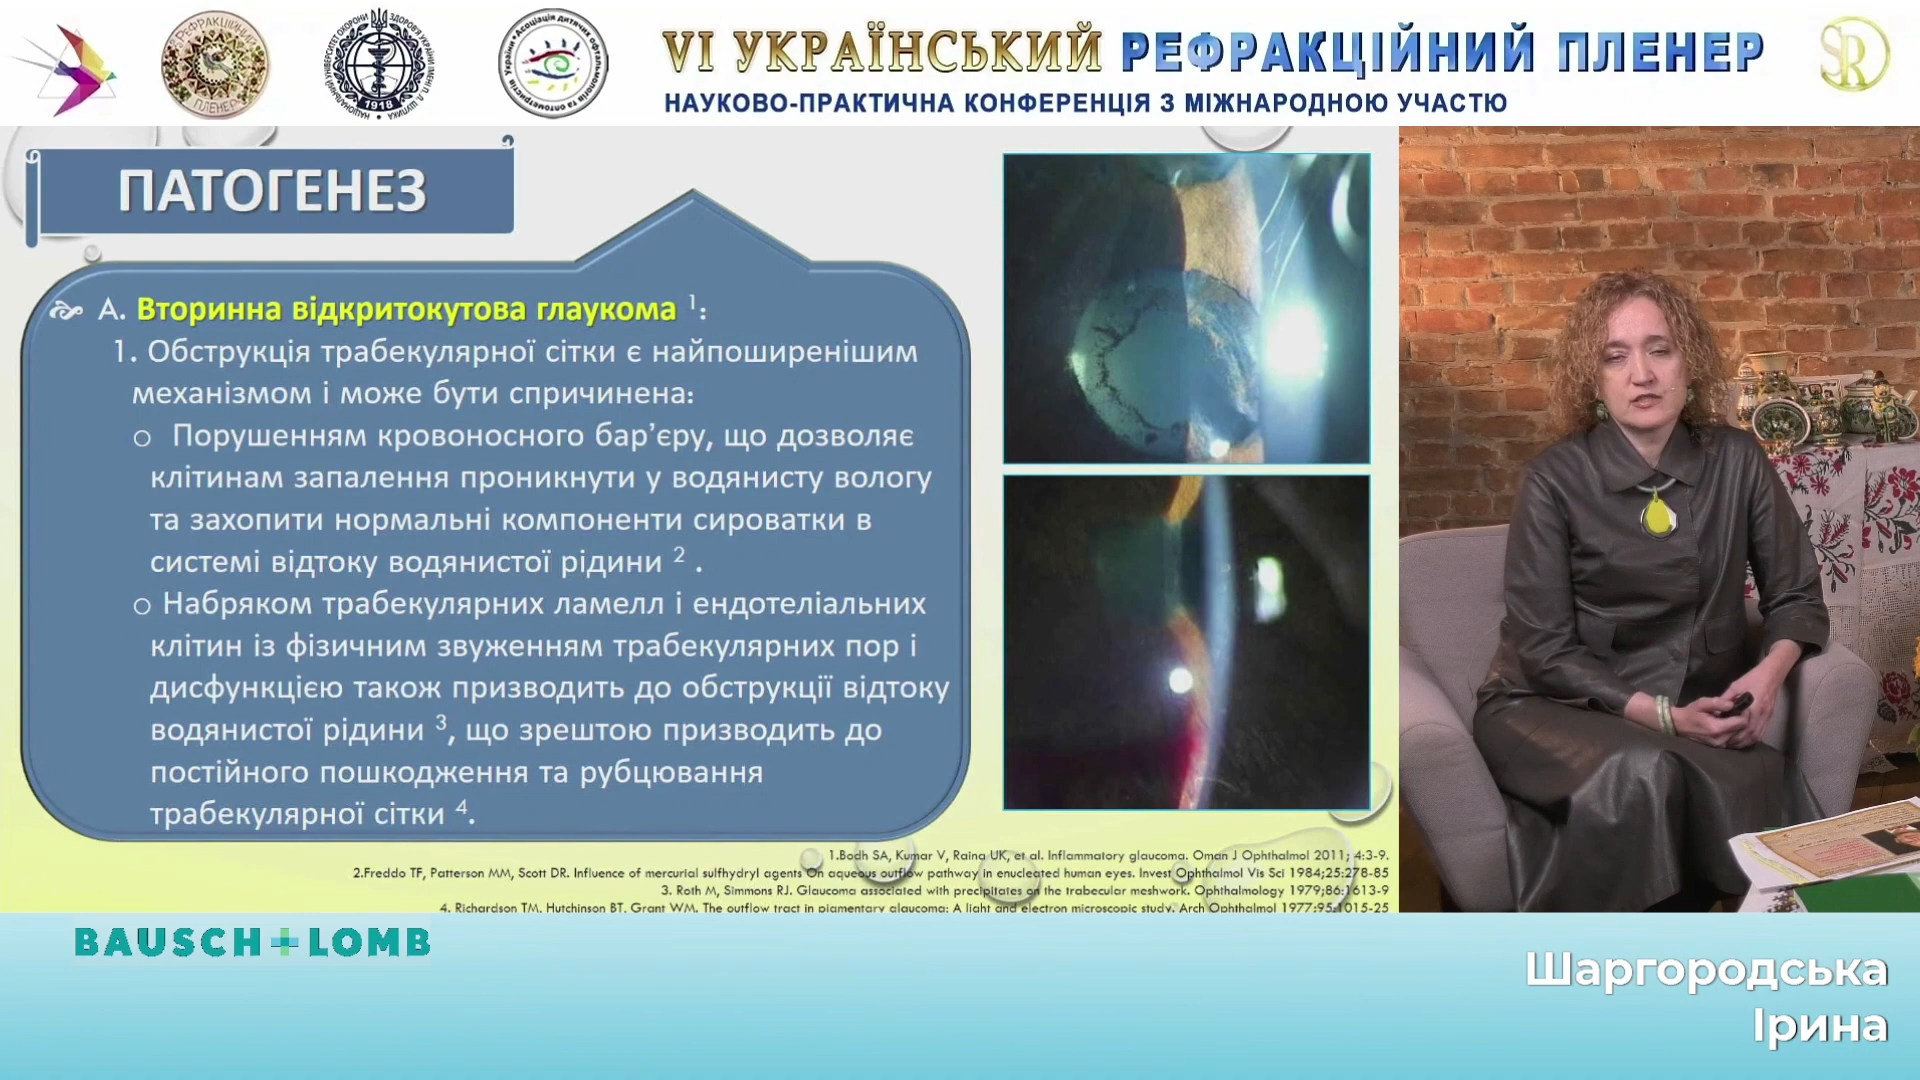 РЕФРАКЦІЙНИЙ
ПЛЕНЕР
1918
VI УКРАЇНСЬКИЙ РЕФРАКЦІЙНИЙ ПЛЕНЕР
НАУКОВО-ПРАКТИЧНА КОНФЕРЕНЦІЯ З МІЖНАРОДНОЮ УЧАСТЮ
SR
ПАТОГЕНЕЗ
А. Вторинна відкритокутова глаукома 1:
1. Обструкція трабекулярної сітки є найпоширенішим
механізмом і може бути спричинена:
o Порушенням кровоносного бар’єру, що дозволяє
клітинам запалення проникнути у водянисту вологу
та захопити нормальні компоненти сироватки в
системі відтоку водянистої рідини 2 .
o Набряком трабекулярних ламелл і ендотеліальних
клітин із фізичним звуженням трабекулярних пор і
дисфункцією також призводить до обструкції відтоку
водянистої рідини 3, що зрештою призводить до
постійного пошкодження та рубцювання
трабекулярної сітки 4.
1.Bodh SA, Kumar V, Raina UK, et al. Inflammatory glaucoma. Oman J Ophthalmol 2011; 4:3-9.
2.Freddo TF, Patterson MM, Scott DR. Influence of mercurial sulfhydryl agents On aqueous outflow pathway in enucleated human eyes. Invest Ophthalmol Vis Sci 1984;25:278-85
3. Roth M, Simmons RJ. Glaucoma associated with precipitates on the trabecular meshwork. Ophthalmology 1979;86:1613-9
4. Richardson TM, Hutchinson BT, Grant WM. The outflow tract in pigmentary glaucoma: A light and electron microscopic study. Arch Ophthalmol 1977;95:1015-25
BAUSCH + LOMB
Шаргородська
Ірина